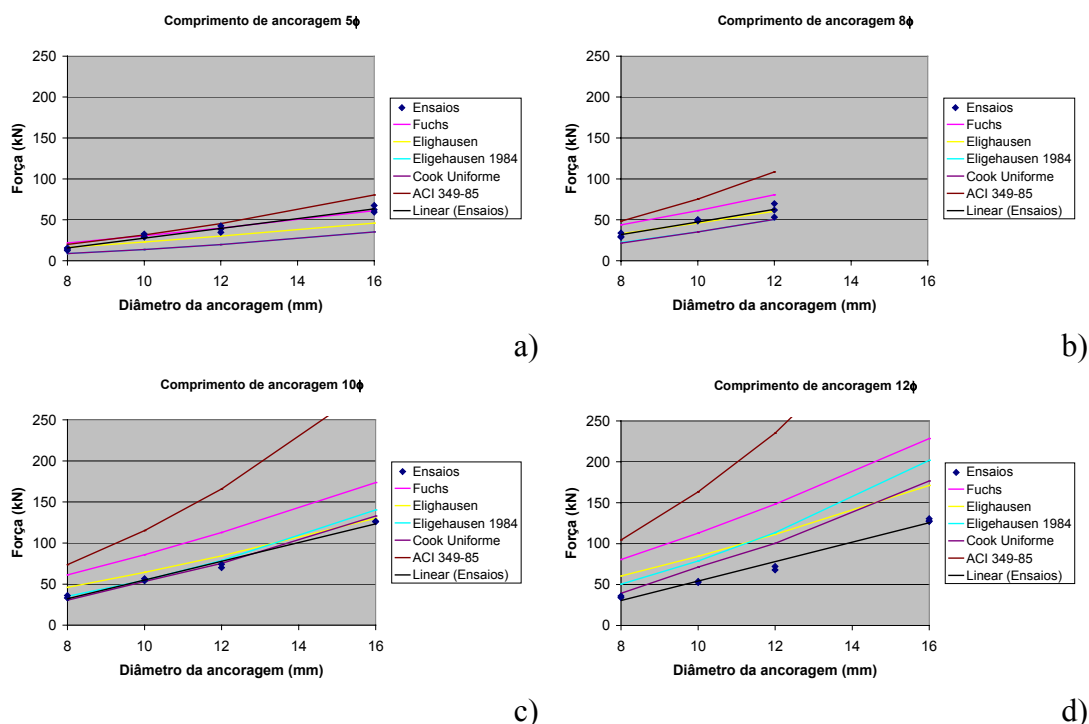 Comprimento de ancoragem 5ϕ
250
200
150
100
50
0
8
10
12
14
16
Força (kN)
Diâmetro da ancoragem (mm)
Ensaios
Fuchs
Elighausen
Eligehausen 1984
Cook Uniforme
ACI 349-85
Linear (Ensaios)
a)
Comprimento de ancoragem 8ϕ
250
200
150
100
50
0
8
10
12
14
16
Força (kN)
Diâmetro da ancoragem (mm)
Ensaios
Fuchs
Elighausen
Eligehausen 1984
Cook Uniforme
ACI 349-85
Linear (Ensaios)
b)
Comprimento de ancoragem 10ϕ
250
200
150
100
50
0
8
10
12
14
16
Força (kN)
Diâmetro da ancoragem (mm)
Ensaios
Fuchs
Elighausen
Eligehausen 1984
Cook Uniforme
ACI 349-85
Linear (Ensaios)
c)
Comprimento de ancoragem 12ϕ
250
200
150
100
50
0
8
10
12
14
16
Força (kN)
Diâmetro da ancoragem (mm)
Ensaios
Fuchs
Elighausen
Eligehausen 1984
Cook Uniforme
ACI 349-85
Linear (Ensaios)
d)